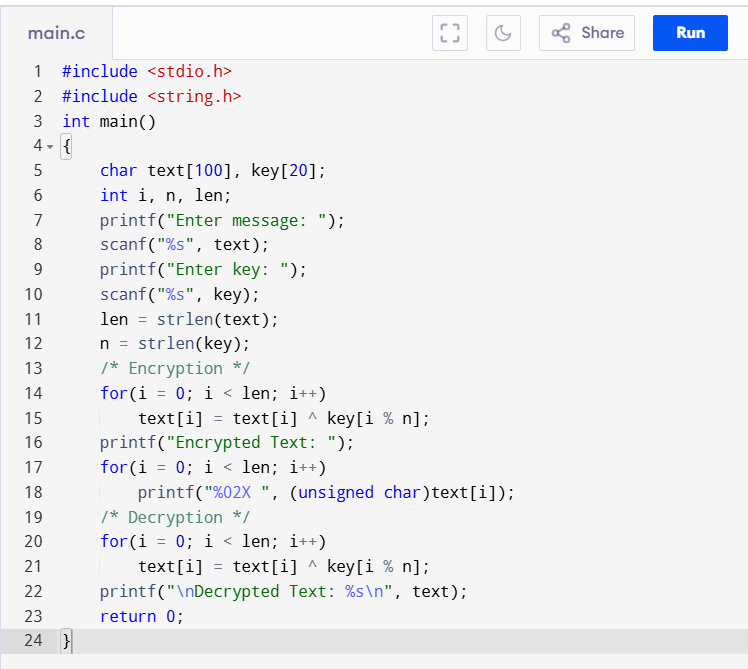 main.c
Share
Run
1 #include <stdio.h>
2 #include <string.h>
3 int main()
4 {
5     char text[100], key[20];
6     int i, n, len;
7     printf("Enter message: ");
8     scanf("%s", text);
9     printf("Enter key: ");
10     scanf("%s", key);
11     len = strlen(text);
12     n = strlen(key);
13     /* Encryption */
14     for(i = 0; i < len; i++)
15         text[i] = text[i] ^ key[i % n];
16     printf("Encrypted Text: ");
17     for(i = 0; i < len; i++)
18         printf("%02X ", (unsigned char)text[i]);
19     /* Decryption */
20     for(i = 0; i < len; i++)
21         text[i] = text[i] ^ key[i % n];
22     printf("\nDecrypted Text: %s\n", text);
23     return 0;
24 }